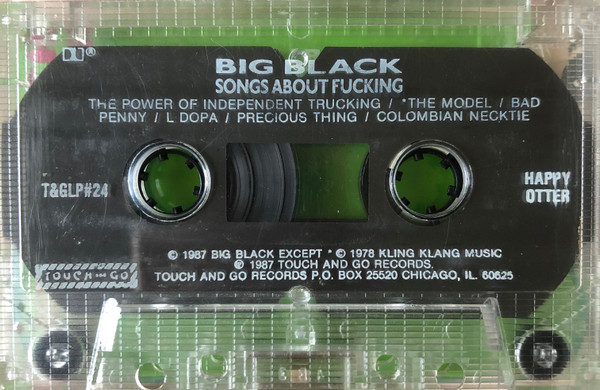 BIG BLACK
SONGS ABOUT FUCKING
THE POWER OF INDEPENDENT TRUCKING / *THE MODEL / BAD
PENNY / L DOPA / PRECIOUS THING / COLOMBIAN NECKTIE
T&GLP#24
HAPPY
OTTER
© 1987 BIG BLACK EXCEPT * © 1978 KLING KLANG MUSIC
℗ 1987 TOUCH AND GO RECORDS.
TOUCH AND GO RECORDS P.O. BOX 25520 CHICAGO, IL. 60625
TOUCH AND GO